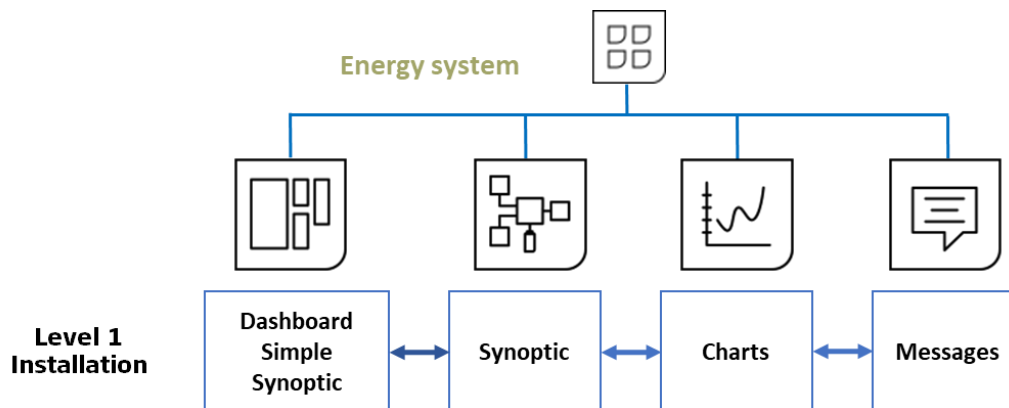 Energy system
Level 1
Installation
Dashboard
Simple
Synoptic
Synoptic
Charts
Messages